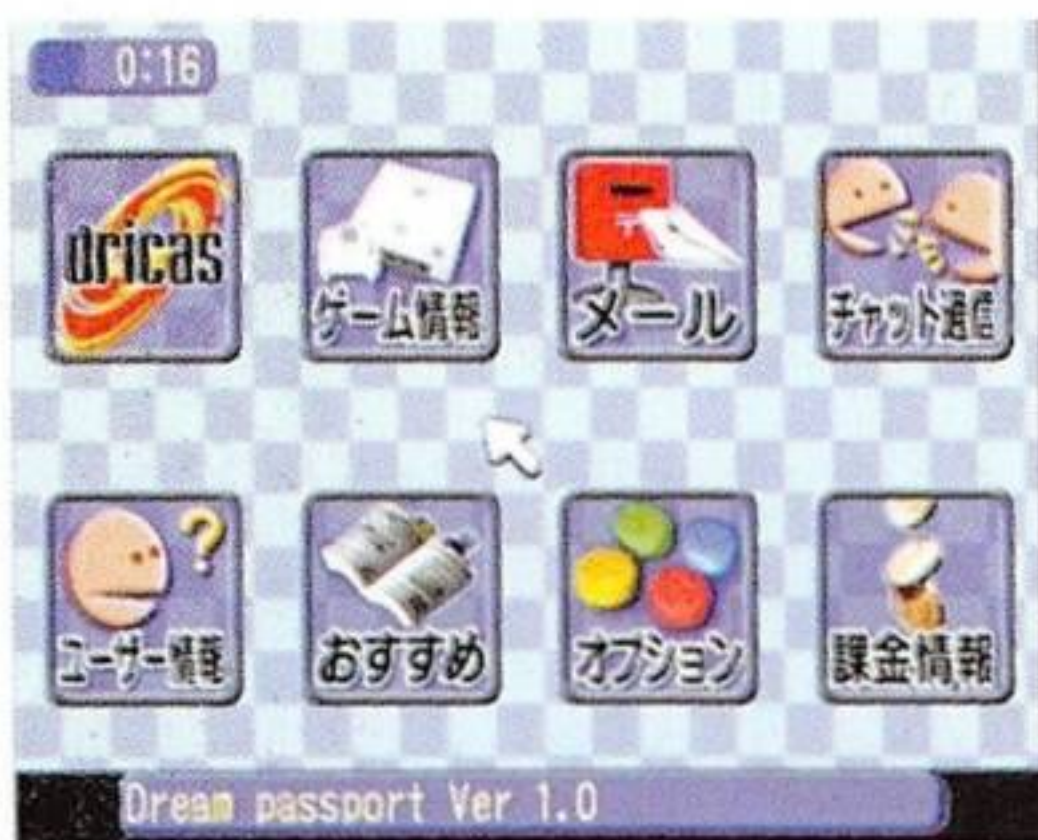 0:16
dricas
ゲーム情報
メール
チャット通信
ユーザー情報
おすすめ
オプション
課金情報
Dream passport Ver 1.0